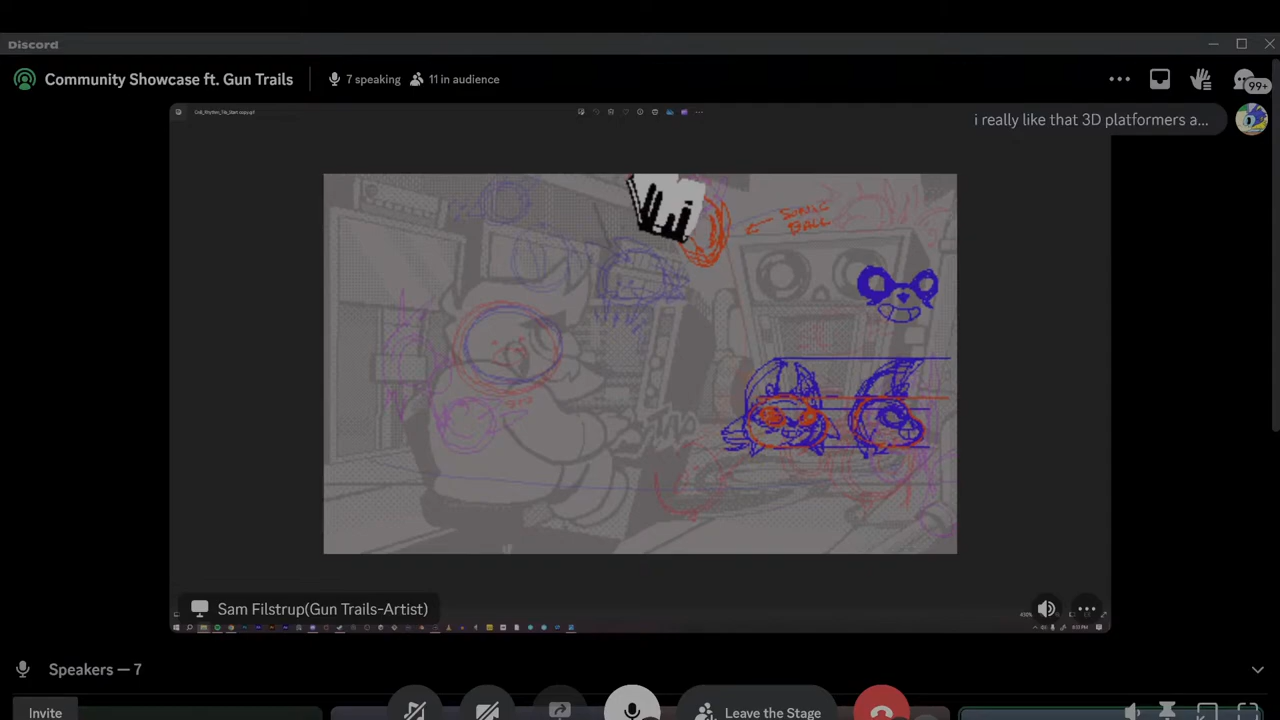 Discord
Community Showcase ft. Gun Trails
7 speaking
11 in audience
99+
i really like that 3D platformers a...
SONIC
BALL
Sam Filstrup(Gun Trails-Artist)
Speakers — 7
Invite
Leave the Stage